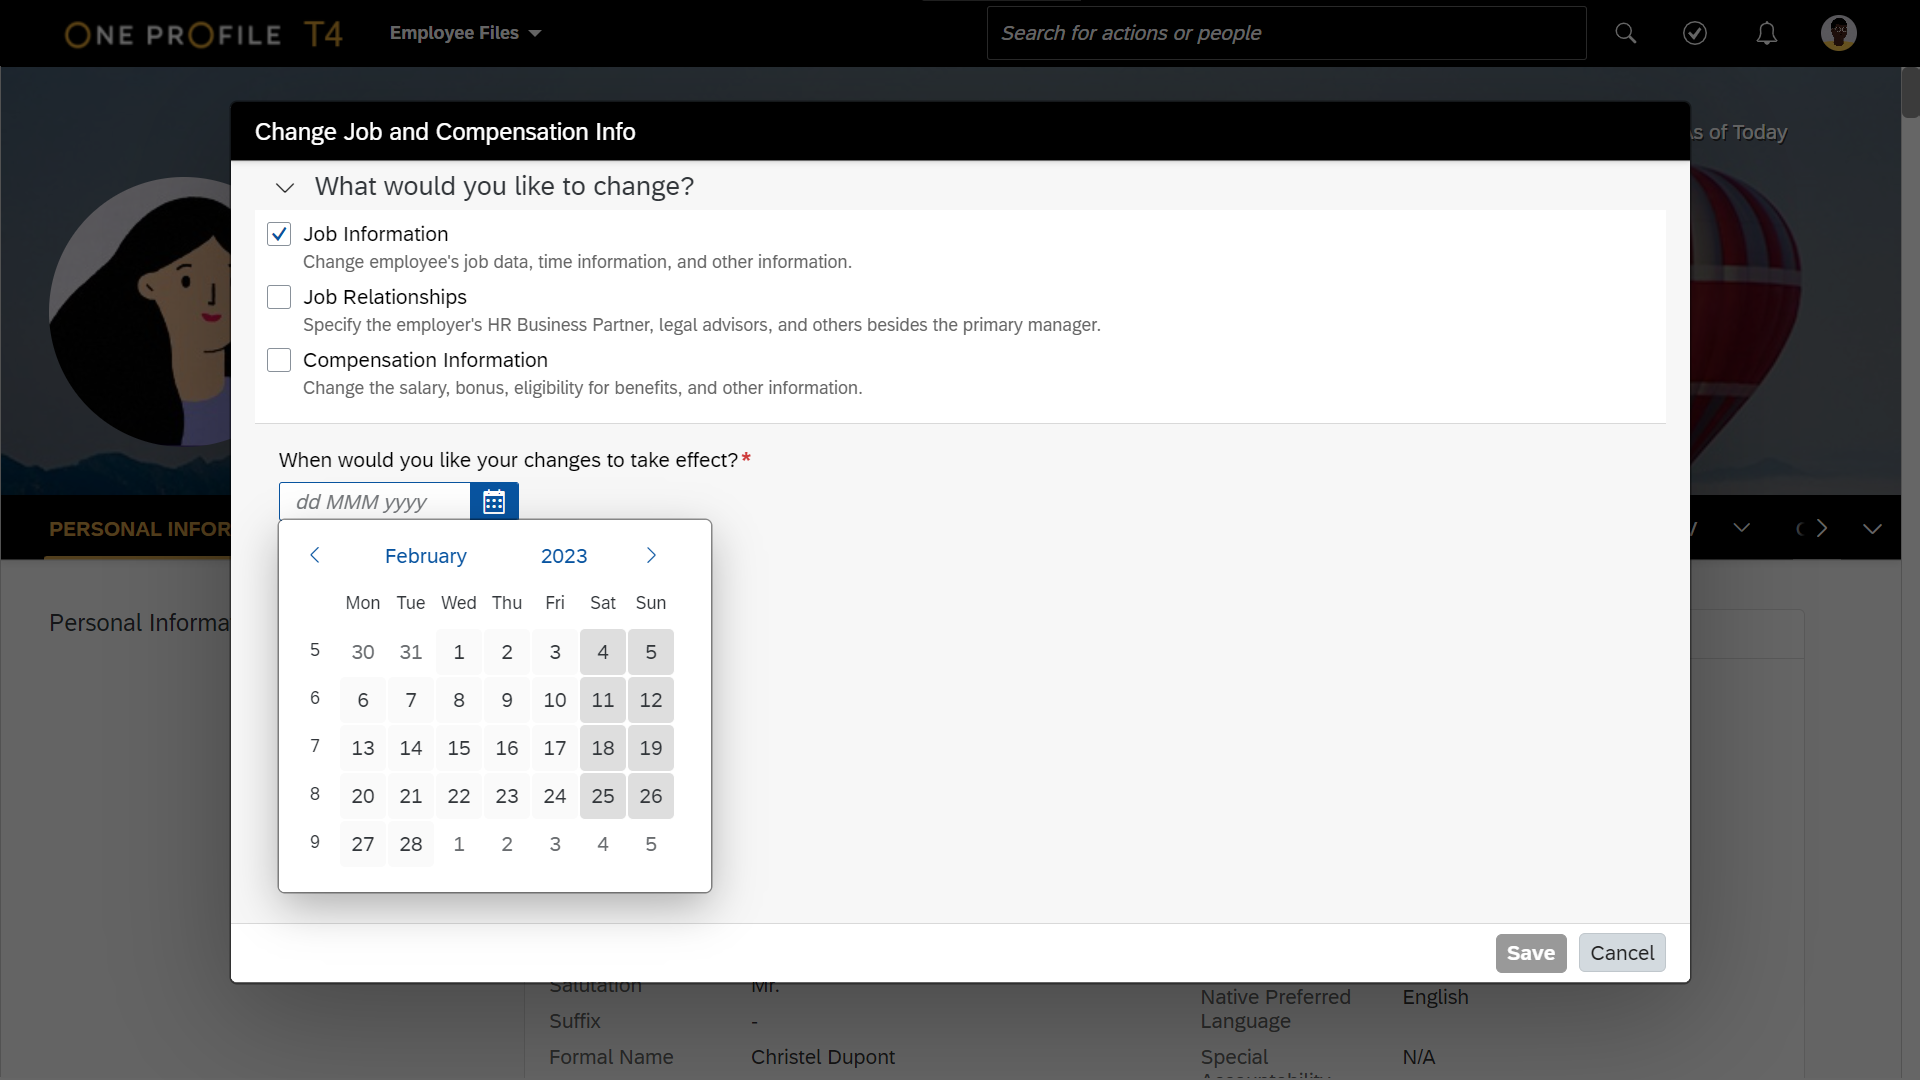 ONE PROFILE T4
Employee Files
Search for actions or people
As of Today
Change Job and Compensation Info
What would you like to change?
Job Information
Change employee's job data, time information, and other information.
Job Relationships
Specify the employer's HR Business Partner, legal advisors, and others besides the primary manager.
Compensation Information
Change the salary, bonus, eligibility for benefits, and other information.
When would you like your changes to take effect?*
dd MMM yyyy
PERSONAL INFOR
February 2023
Mon Tue Wed Thu Fri Sat Sun
5 30 31 1 2 3 4 5
6 6 7 8 9 10 11 12
7 13 14 15 16 17 18 19
8 20 21 22 23 24 25 26
9 27 28 1 2 3 4 5
Personal Informa
Save Cancel
Salutation Mr.
Suffix -
Formal Name Christel Dupont
Native Preferred Language English
Special Accountability N/A